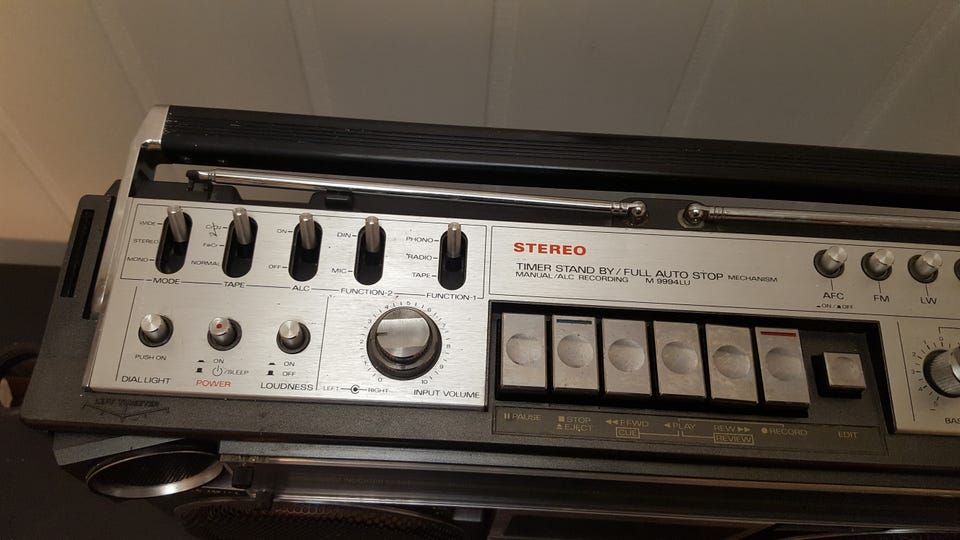 WIDE
STEREO
MONO
MODE
CrO2
FeCr
NORMAL
TAPE
ON
OFF
ALC
DIN
MIC
FUNCTION-2
PHONO
RADIO
TAPE
FUNCTION-1
STEREO
TIMER STAND BY/FULL AUTO STOP MECHANISM
MANUAL/ALC RECORDING M 9994LU
AFC
ON OFF
FM
LW
PUSH ON
DIAL LIGHT
/SLEEP
POWER
ON
OFF
LOUDNESS
LEFT RIGHT
10
INPUT VOLUME
BAS
PAUSE
STOP
EJECT
F.FWD
CUE
PLAY
REW
REVIEW
RECORD
EDIT